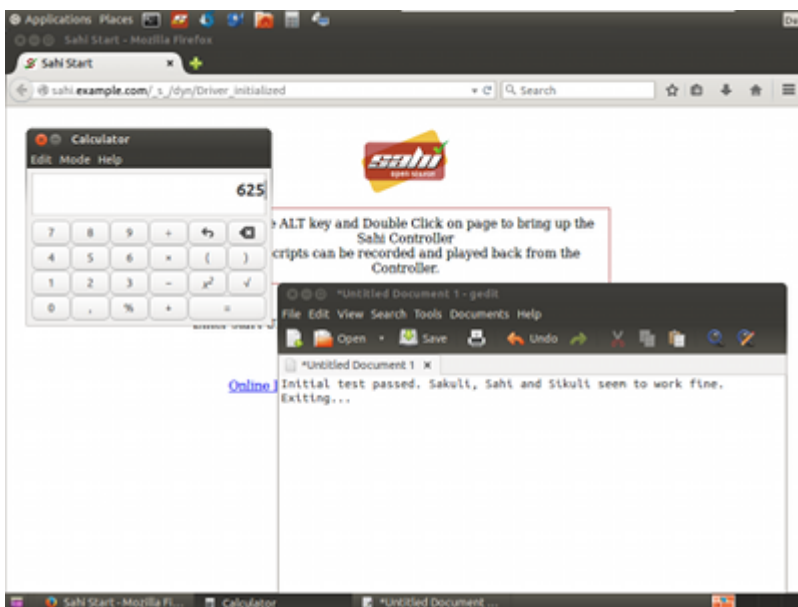 Applications Places
De
Sahi Start - Mozilla Firefox
Sahi Start
sahi.example.com/_s_/dyn/Driver_initialized
Search
Calculator
Edit Mode Help
625
7 8 9 ÷
4 5 6 × ( )
1 2 3 − x² √
0 , % + =
sahi
open source
ALT key and Double Click on page to bring up the
Sahi Controller
cripts can be recorded and played back from the
Controller.
Online
*Untitled Document 1 - gedit
File Edit View Search Tools Documents Help
Open Save Undo
*Untitled Document 1
Initial test passed. Sakuli, Sahi and Sikuli seem to work fine.
Exiting...
Sahi Start - Mozilla Fi... Calculator *Untitled Document ...